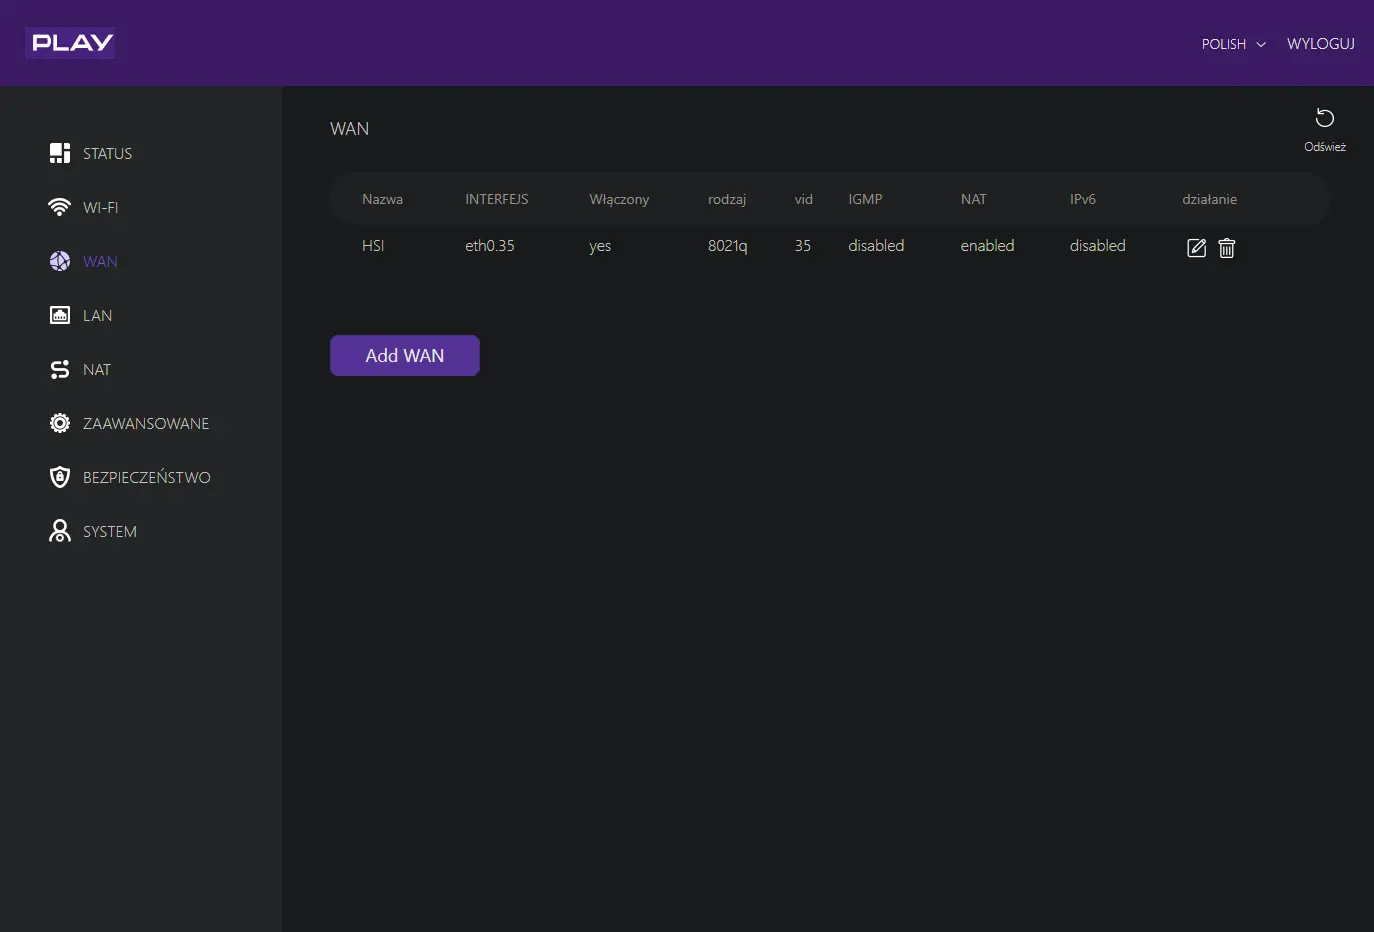 PLAY
POLISH WYLOGUJ
STATUS
WI-FI
WAN
LAN
NAT
ZAAWANSOWANE
BEZPIECZEŃSTWO
SYSTEM
WAN
Odśwież
Nazwa INTERFEJS Włączony rodzaj vid IGMP NAT IPv6 działanie
HSI eth0.35 yes 8021q 35 disabled enabled disabled
Add WAN